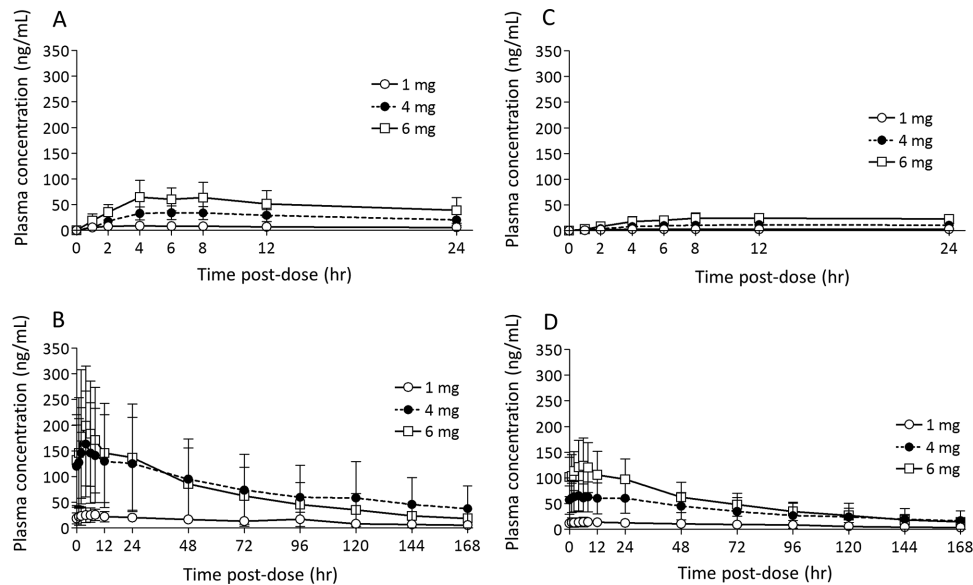 A
Plasma concentration (ng/mL)
350
300
250
200
150
100
50
0
1 mg
4 mg
6 mg
0 2 4 6 8 12 24
Time post-dose (hr)
C
Plasma concentration (ng/mL)
350
300
250
200
150
100
50
0
1 mg
4 mg
6 mg
0 2 4 6 8 12 24
Time post-dose (hr)
B
Plasma concentration (ng/mL)
350
300
250
200
150
100
50
0
1 mg
4 mg
6 mg
0 12 24 48 72 96 120 144 168
Time post-dose (hr)
D
Plasma concentration (ng/mL)
350
300
250
200
150
100
50
0
1 mg
4 mg
6 mg
0 12 24 48 72 96 120 144 168
Time post-dose (hr)